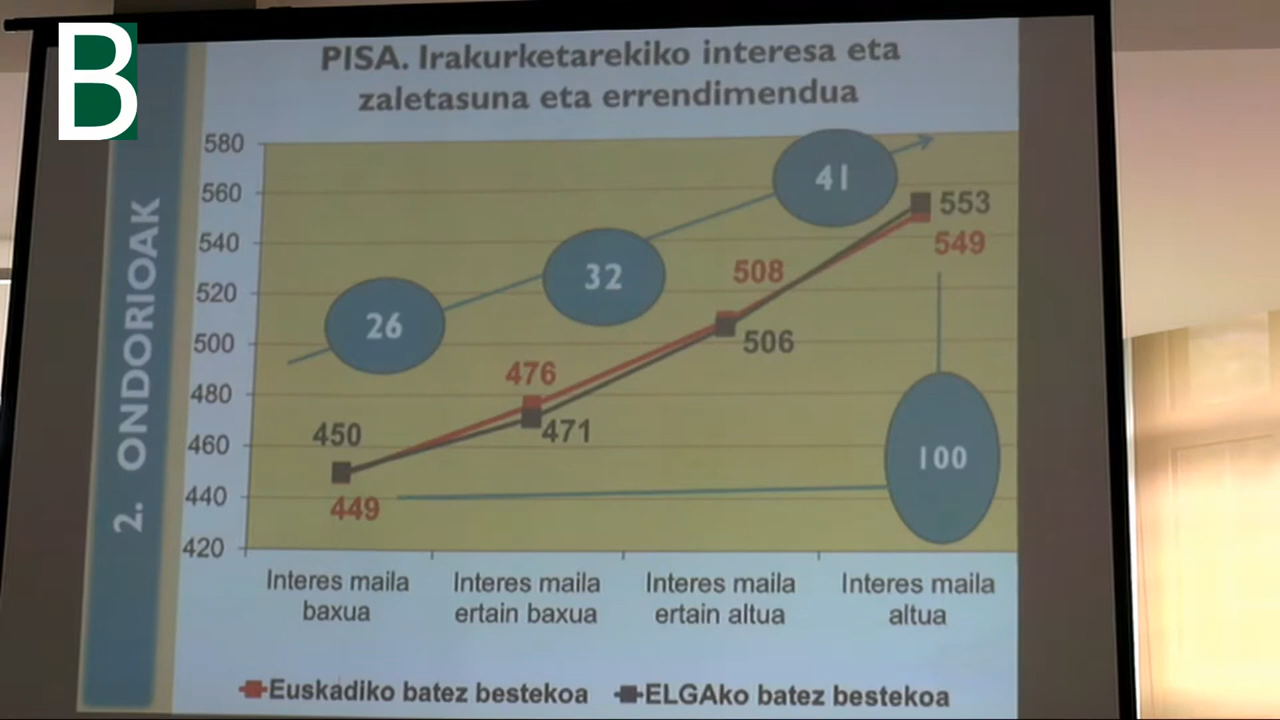 B
PISA. Irakurketarekiko interesa eta
zaletasuna eta errendimendua
2. ONDORIOAK
580
560
540
520
500
480
460
440
420
26
32
41
100
450
449
476
471
508
506
553
549
Interes maila
baxua
Interes maila
ertain baxua
Interes maila
ertain altua
Interes maila
altua
Euskadiko batez bestekoa
ELGAko batez bestekoa